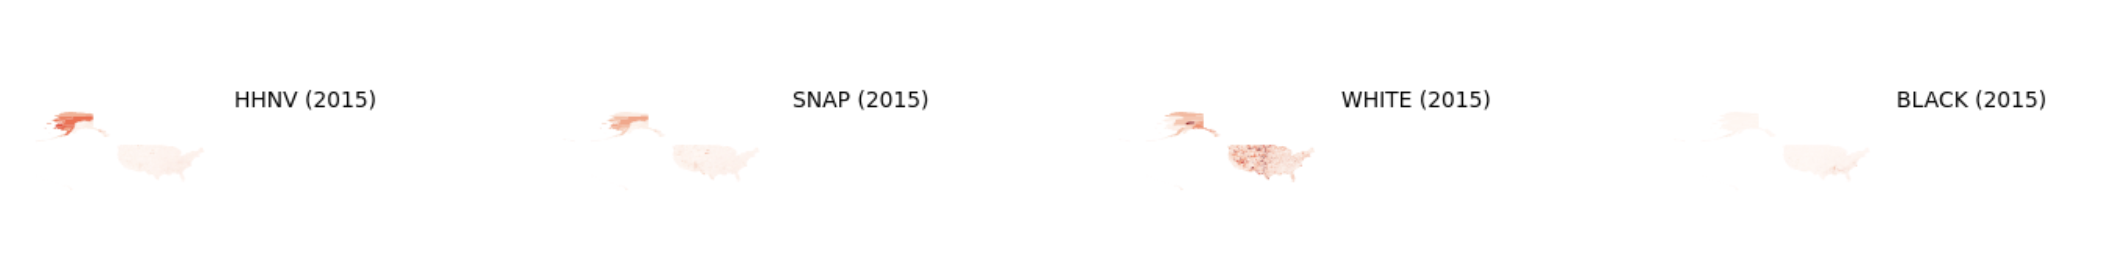 HHNV (2015)
SNAP (2015)
WHITE (2015)
BLACK (2015)